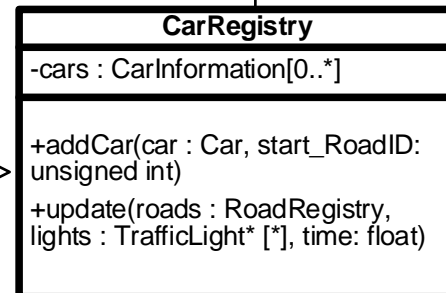 CarRegistry
-cars : CarInformation[0..*]
+addCar(car : Car, start_RoadID:
unsigned int)
+update(roads : RoadRegistry,
lights : TrafficLight* [*], time: float)